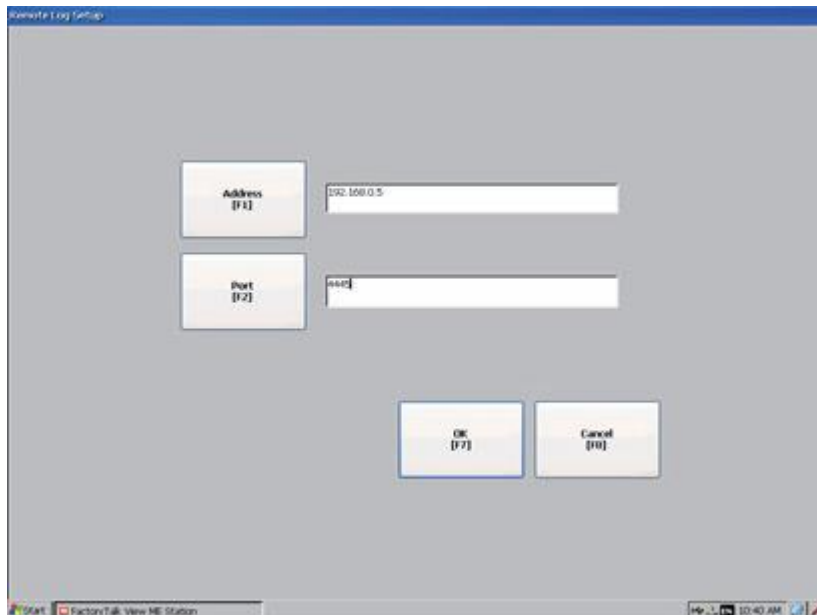 Remote Log Setup
Address
[F1]
192.168.0.5
Port
[F2]
4445
OK
[F7]
Cancel
[F8]
Start
FactoryTalk View ME Station
10:40 AM